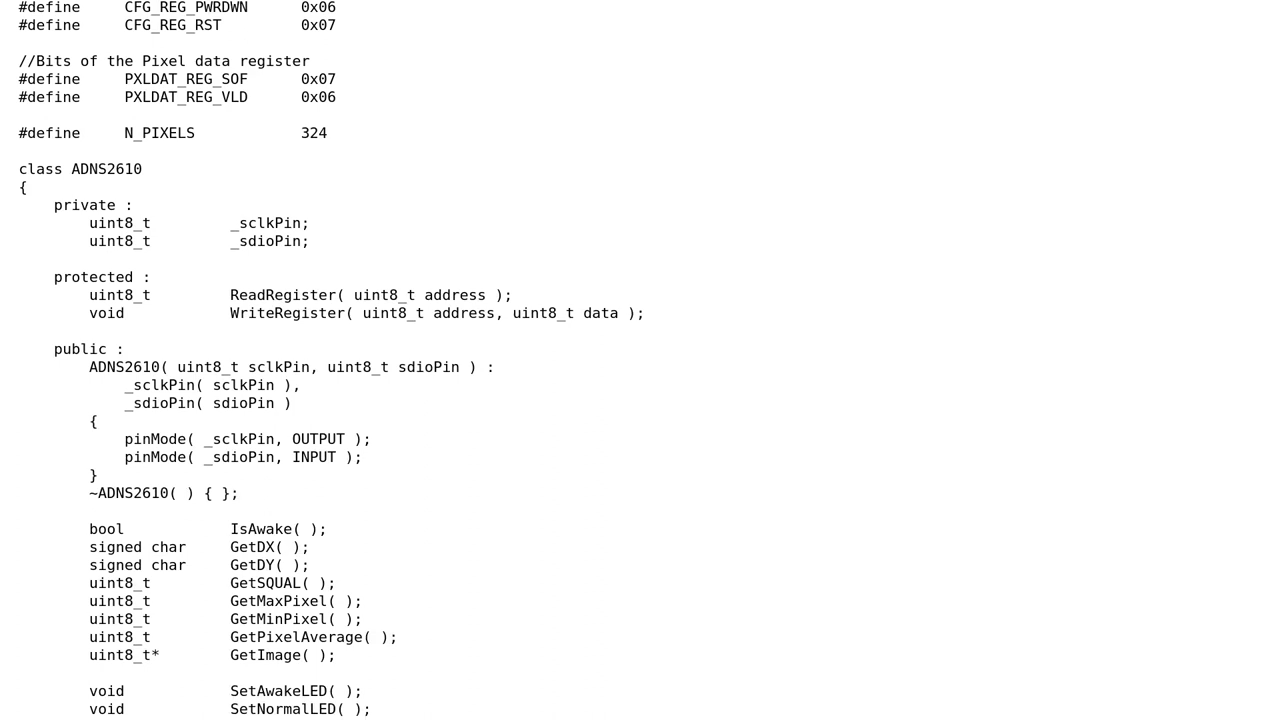 #define     CFG_REG_PWRDWN      0x06
#define     CFG_REG_RST         0x07

//Bits of the Pixel data register
#define     PXLDAT_REG_SOF      0x07
#define     PXLDAT_REG_VLD      0x06

#define     N_PIXELS            324

class ADNS2610
{
    private :
        uint8_t         _sclkPin;
        uint8_t         _sdioPin;

    protected :
        uint8_t         ReadRegister( uint8_t address );
        void            WriteRegister( uint8_t address, uint8_t data );

    public :
        ADNS2610( uint8_t sclkPin, uint8_t sdioPin ) :
            _sclkPin( sclkPin ),
            _sdioPin( sdioPin )
        {
            pinMode( _sclkPin, OUTPUT );
            pinMode( _sdioPin, INPUT );
        }
        ~ADNS2610( ) { };

        bool            IsAwake( );
        signed char     GetDX( );
        signed char     GetDY( );
        uint8_t         GetSQUAL( );
        uint8_t         GetMaxPixel( );
        uint8_t         GetMinPixel( );
        uint8_t         GetPixelAverage( );
        uint8_t*        GetImage( );

        void            SetAwakeLED( );
        void            SetNormalLED( );